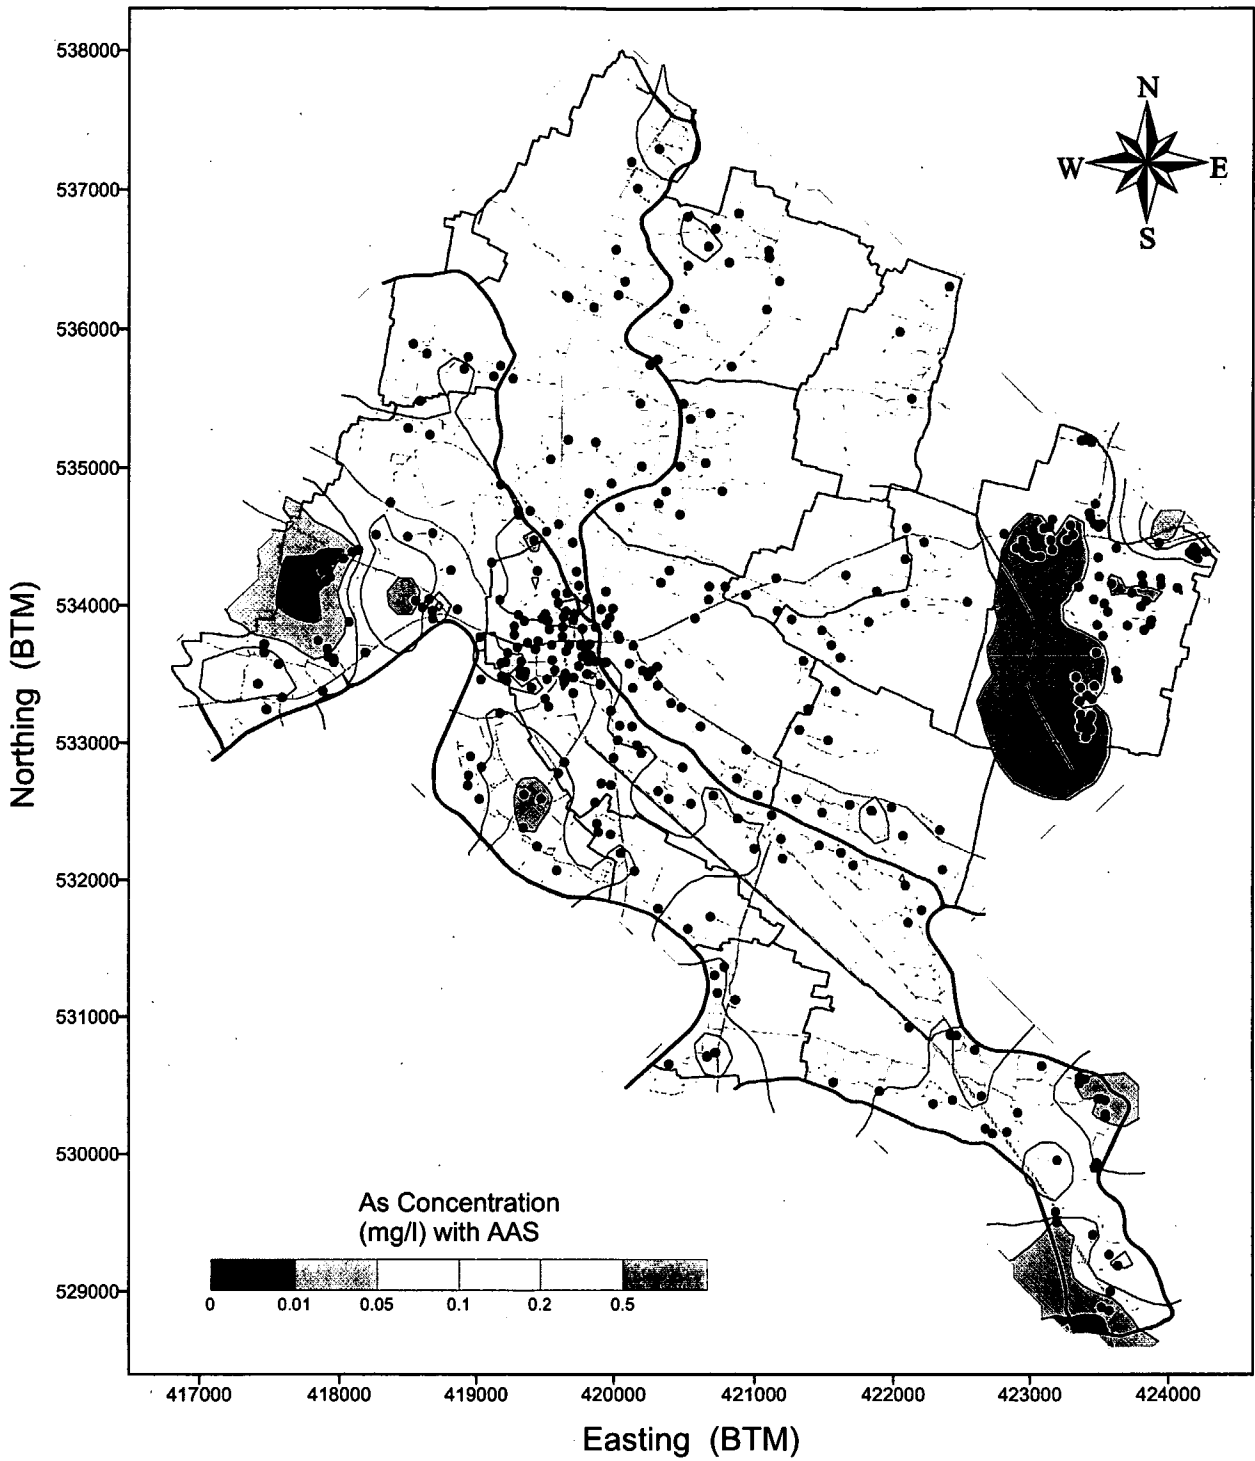 538000
537000
536000
535000
534000
533000
532000
531000
530000
529000
Northing (BTM)
N
W
E
S
As Concentration
(mg/l) with AAS
0 0.01 0.05 0.1 0.2 0.5
417000 418000 419000 420000 421000 422000 423000 424000
Easting (BTM)